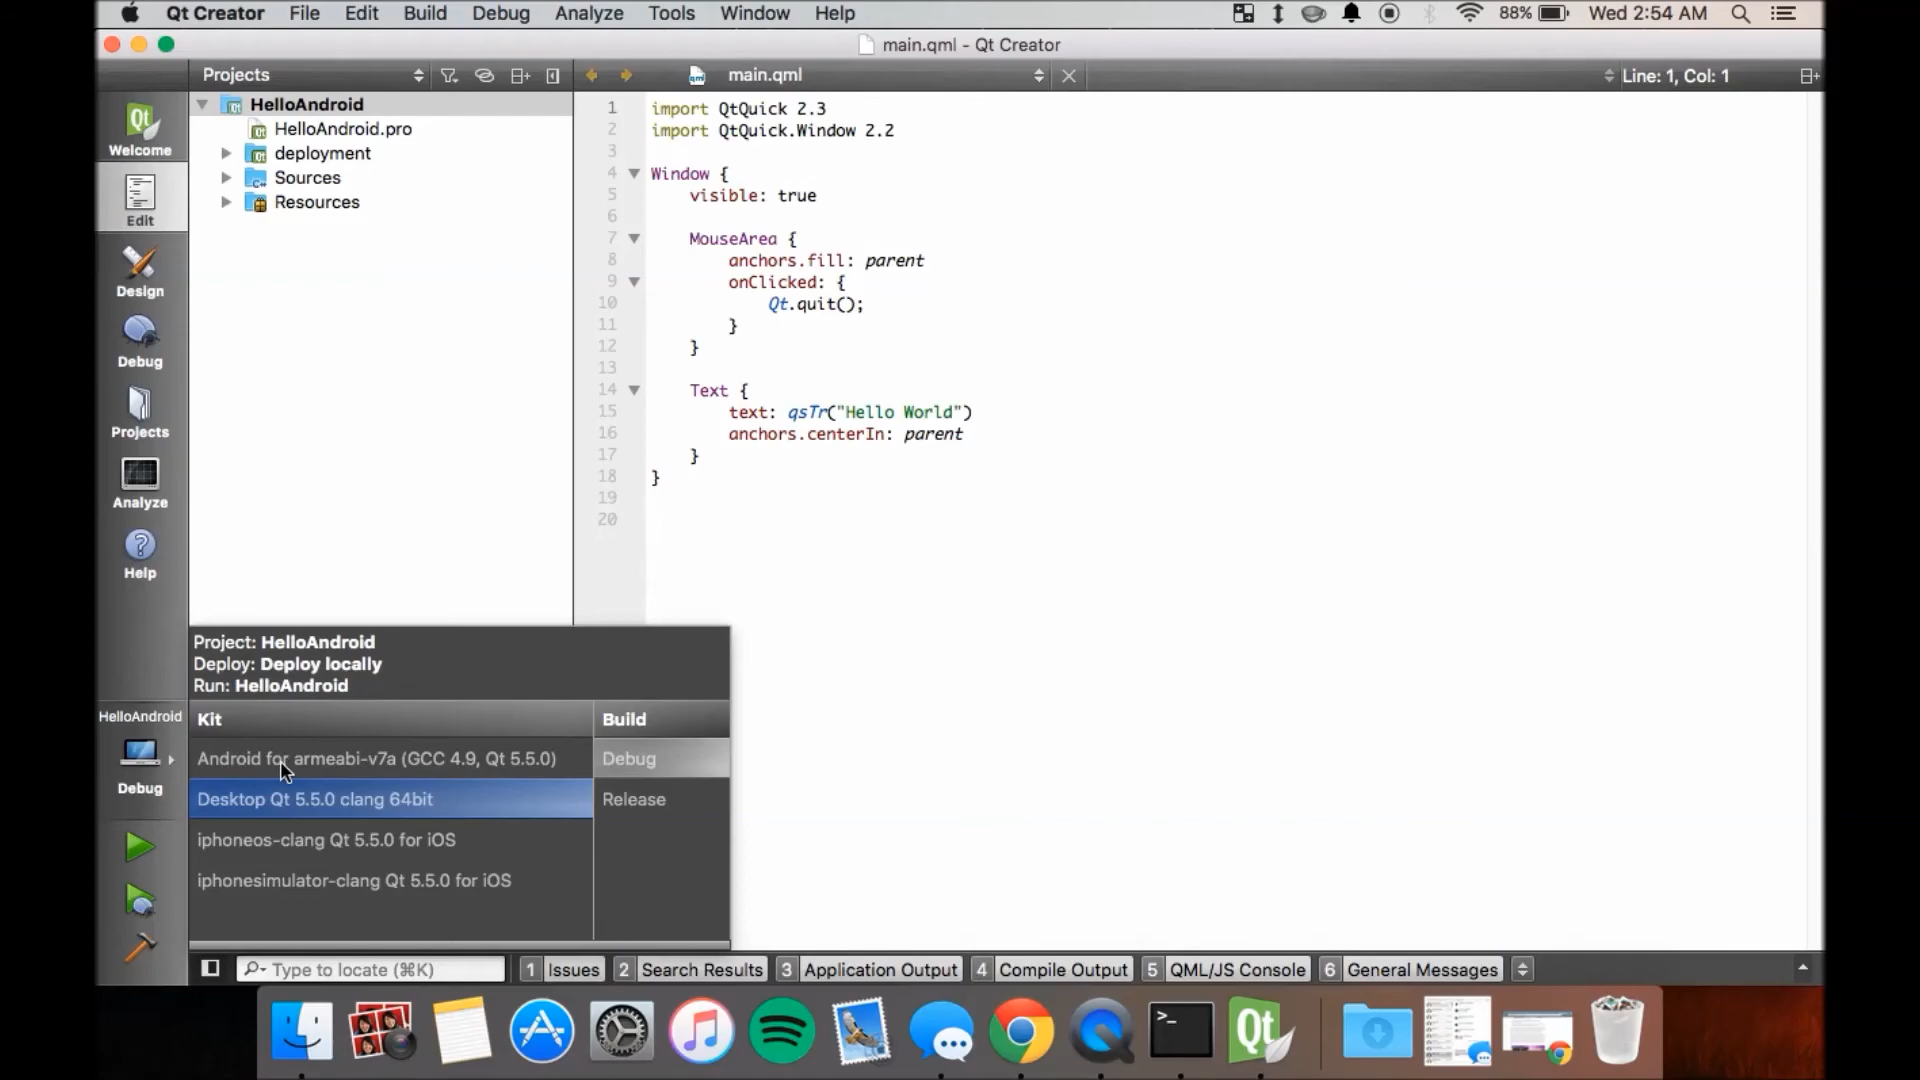 Qt Creator File Edit Build Debug Analyze Tools Window Help 88% Wed 2:54 AM
main.qml - Qt Creator
Projects main.qml Line: 1, Col: 1
Welcome
Edit
Design
Debug
Projects
Analyze
Help
HelloAndroid
HelloAndroid.pro
deployment
Sources
Resources
1 import QtQuick 2.3
2 import QtQuick.Window 2.2
3
4 Window {
5 visible: true
6
7 MouseArea {
8 anchors.fill: parent
9 onClicked: {
10 Qt.quit();
11 }
12 }
13
14 Text {
15 text: qsTr("Hello World")
16 anchors.centerIn: parent
17 }
18 }
19
20
Project: HelloAndroid
Deploy: Deploy locally
Run: HelloAndroid
HelloAndroid
Debug
Kit Build
Android for armeabi-v7a (GCC 4.9, Qt 5.5.0) Debug
Desktop Qt 5.5.0 clang 64bit Release
iphoneos-clang Qt 5.5.0 for iOS
iphonesimulator-clang Qt 5.5.0 for iOS
Type to locate (⌘K) 1 Issues 2 Search Results 3 Application Output 4 Compile Output 5 QML/JS Console 6 General Messages
>_ Qt